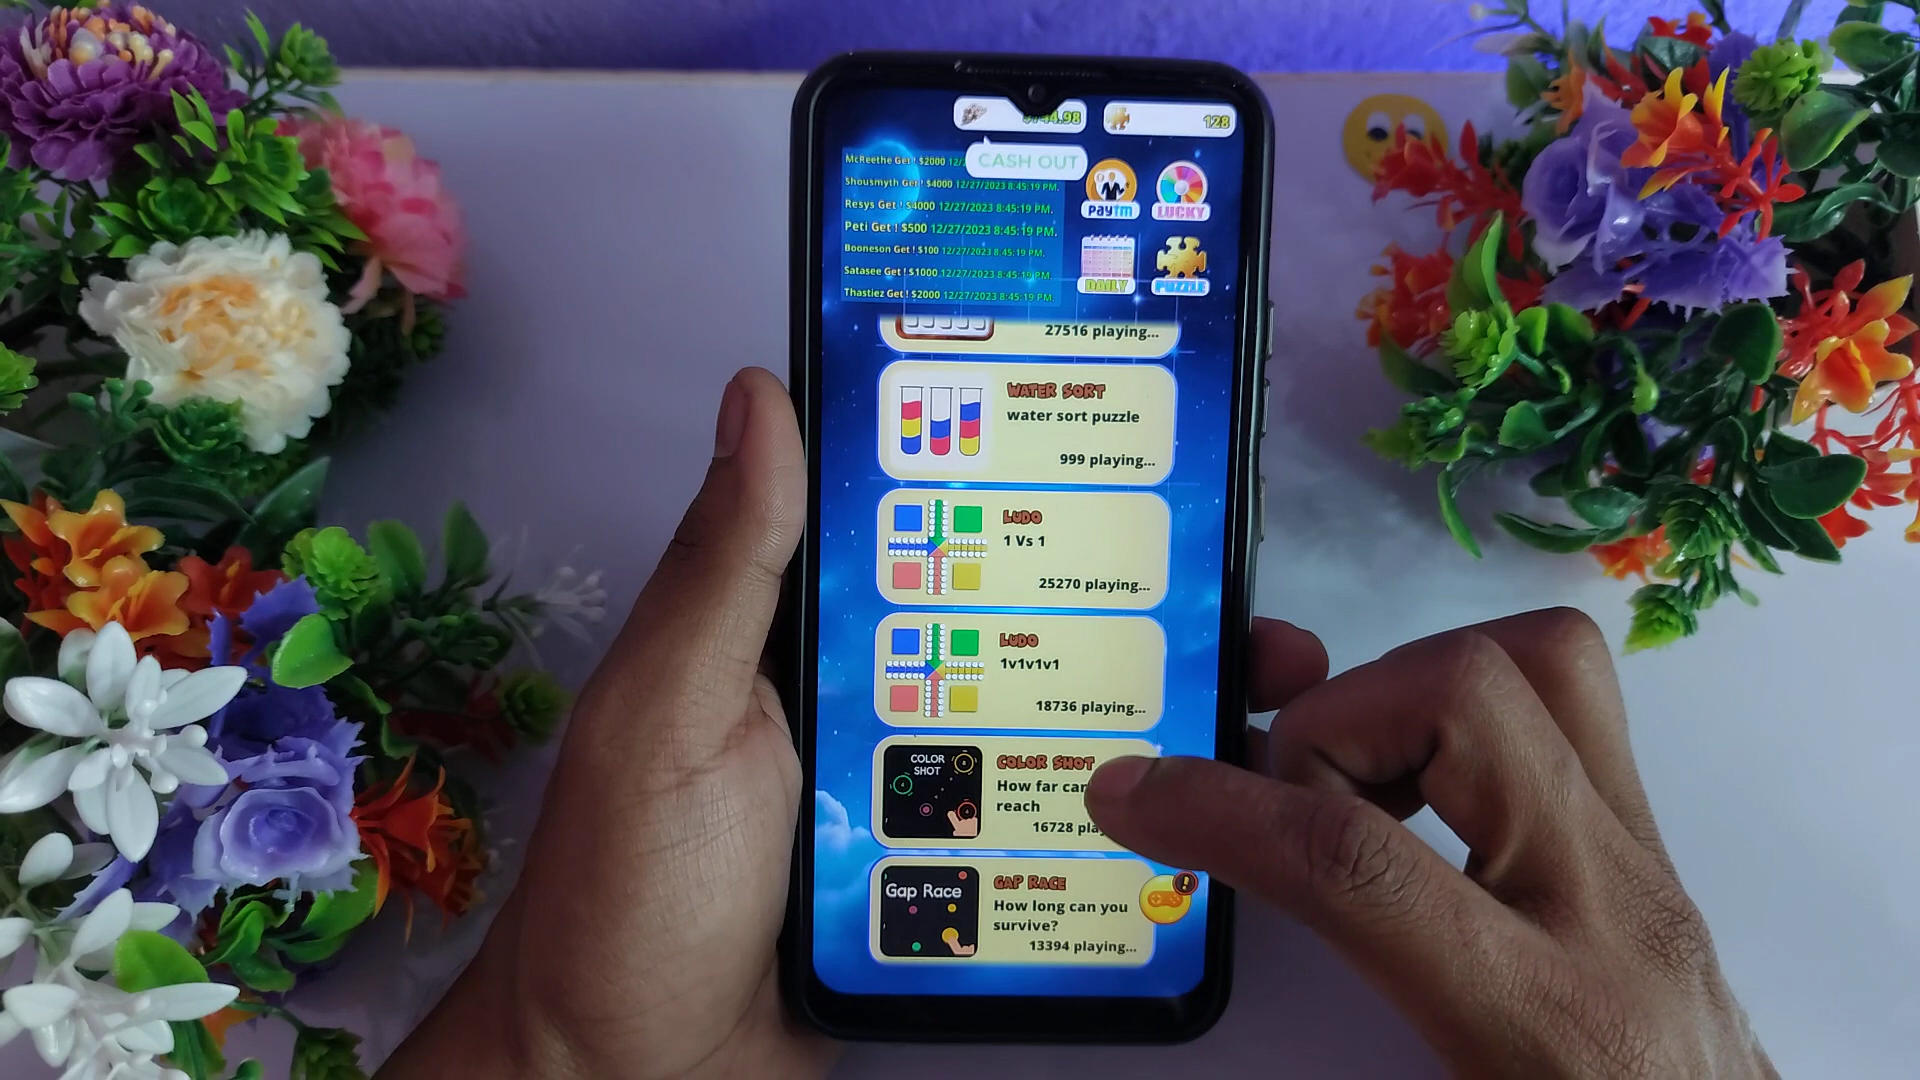 128
CASH OUT
McReethe Get ! $2000
Shousmyth Get ! $4000 12/27/2023 8:45:19 PM.
Resys Get ! $4000 12/27/2023 8:45:19 PM.
Peti Get ! $500 12/27/2023 8:45:19 PM.
Booneson Get ! $100 12/27/2023 8:45:19 PM.
Satasee Get ! $1000 12/27/2023 8:45:19 PM.
Thastiez Get ! $2000 12/27/2023 8:45:19 PM.
paytm
LUCKY
DAILY
PUZZLE
27516 playing...
WATER SORT
water sort puzzle
999 playing...
LUDO
1 Vs 1
25270 playing...
LUDO
1v1v1v1
18736 playing...
COLOR
SHOT
COLOR SHOT
How far can
reach
16728
Gap Race
GAP RACE
How long can you
survive?
13394 playing...